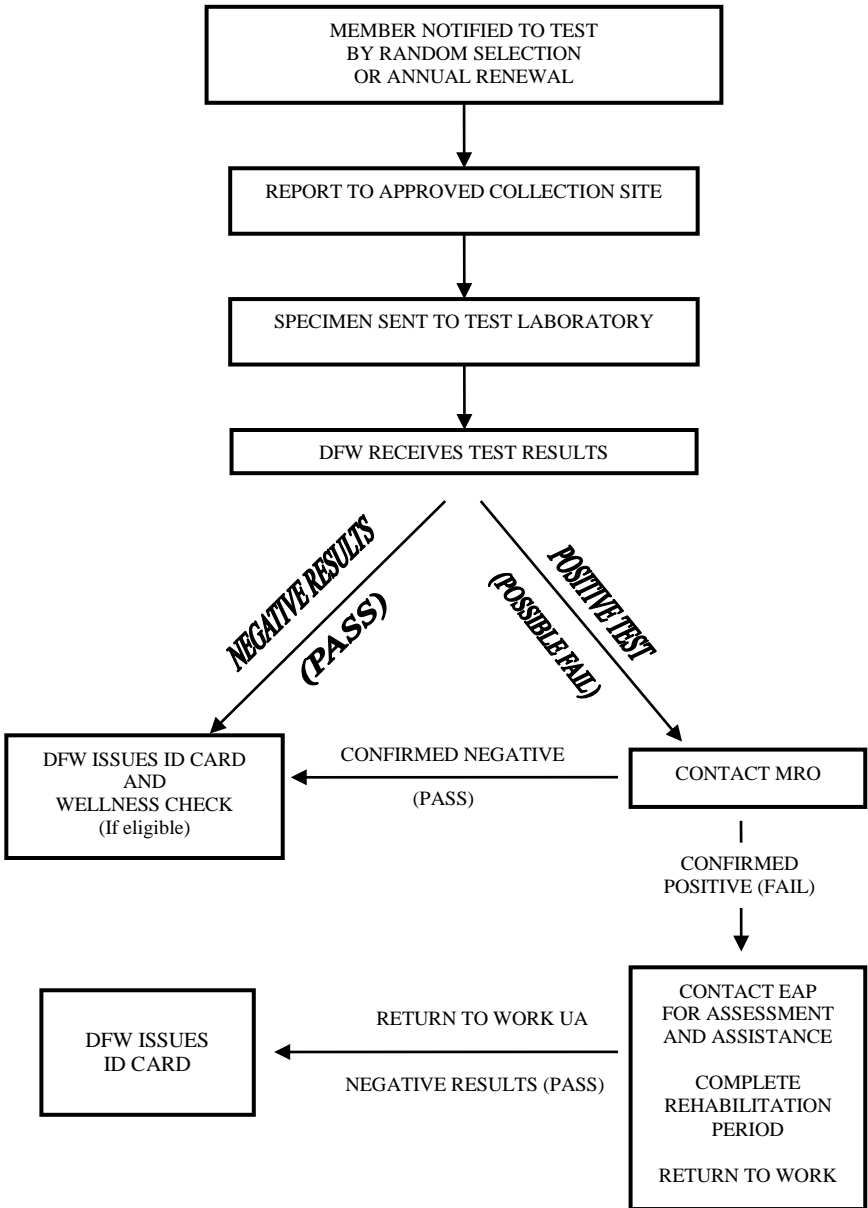 MEMBER NOTIFIED TO TEST
BY RANDOM SELECTION
OR ANNUAL RENEWAL
REPORT TO APPROVED COLLECTION SITE
SPECIMEN SENT TO TEST LABORATORY
DFW RECEIVES TEST RESULTS
NEGATIVE RESULTS
(PASS)
POSITIVE TEST
(POSSIBLE FAIL)
DFW ISSUES ID CARD
AND
WELLNESS CHECK
(If eligible)
CONFIRMED NEGATIVE
(PASS)
CONTACT MRO
CONFIRMED
POSITIVE (FAIL)
DFW ISSUES
ID CARD
RETURN TO WORK UA
NEGATIVE RESULTS (PASS)
CONTACT EAP
FOR ASSESSMENT
AND ASSISTANCE
COMPLETE
REHABILITATION
PERIOD
RETURN TO WORK